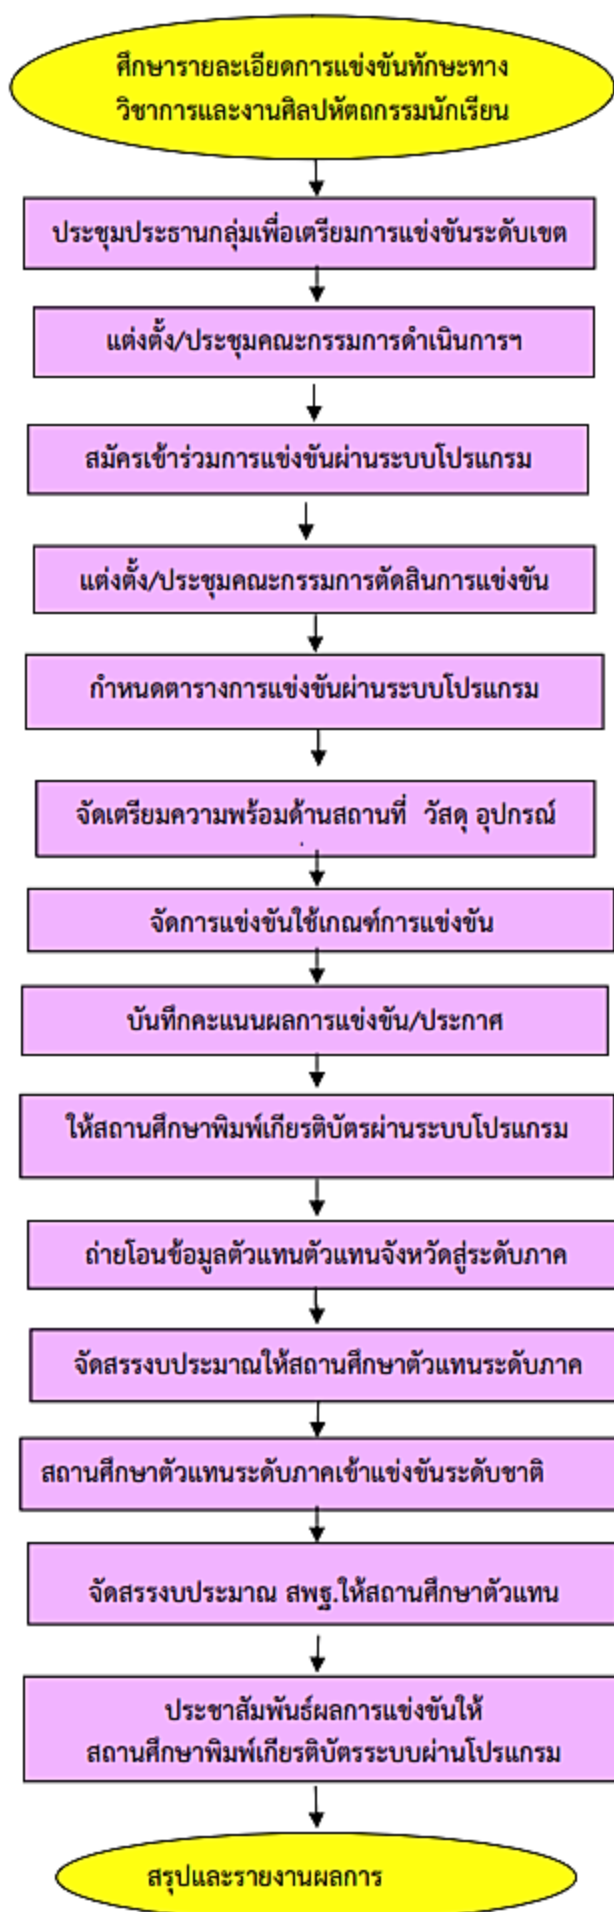 ศึกษารายละเอียดการแข่งขันทักษะทาง
วิชาการและงานศิลปหัตถกรรมนักเรียน
ประชุมประธานกลุ่มเพื่อเตรียมการแข่งขันระดับเขต
แต่งตั้ง/ประชุมคณะกรรมการดำเนินการฯ
สมัครเข้าร่วมการแข่งขันผ่านระบบโปรแกรม
แต่งตั้ง/ประชุมคณะกรรมการตัดสินการแข่งขัน
กำหนดตารางการแข่งขันผ่านระบบโปรแกรม
จัดเตรียมความพร้อมด้านสถานที่ วัสดุ อุปกรณ์
จัดการแข่งขันใช้เกณฑ์การแข่งขัน
บันทึกคะแนนผลการแข่งขัน/ประกาศ
ให้สถานศึกษาพิมพ์เกียรติบัตรผ่านระบบโปรแกรม
ถ่ายโอนข้อมูลตัวแทนตัวแทนจังหวัดสู่ระดับภาค
จัดสรรงบประมาณให้สถานศึกษาตัวแทนระดับภาค
สถานศึกษาตัวแทนระดับภาคเข้าแข่งขันระดับชาติ
จัดสรรงบประมาณ สพฐ.ให้สถานศึกษาตัวแทน
ประชาสัมพันธ์ผลการแข่งขันให้
สถานศึกษาพิมพ์เกียรติบัตรระบบผ่านโปรแกรม
สรุปและรายงานผลการ